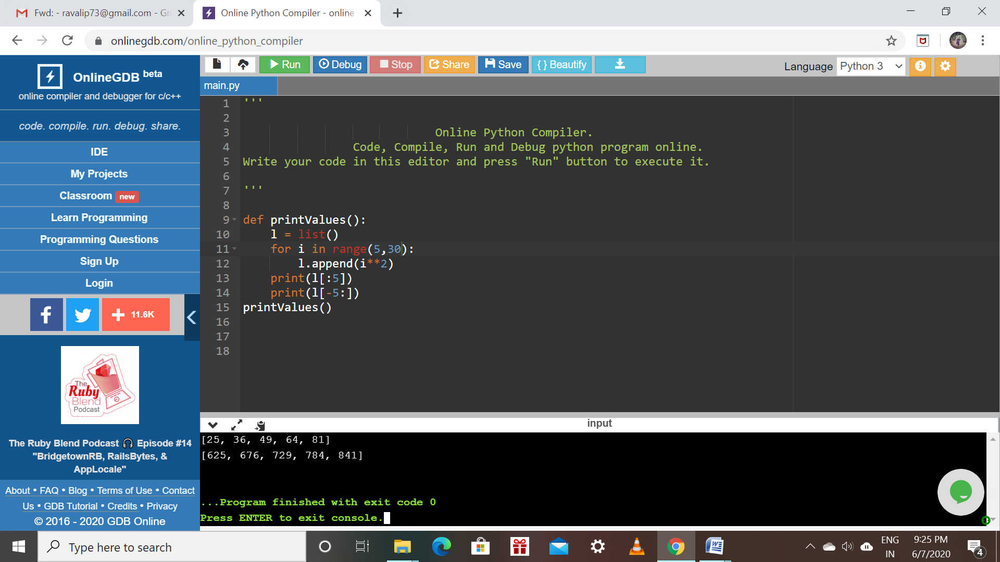 Fwd: - ravalip73@gmail.com - Gm
Online Python Compiler - online
onlinegdb.com/online_python_compiler
OnlineGDB beta
online compiler and debugger for c/c++
code. compile. run. debug. share.
IDE
My Projects
Classroom new
Learn Programming
Programming Questions
Sign Up
Login
f
+ 11.6K
The
Ruby
Blend
Podcast
The Ruby Blend Podcast 🎧 Episode #14
"BridgetownRB, RailsBytes, &
AppLocale"
About • FAQ • Blog • Terms of Use • Contact
Us • GDB Tutorial • Credits • Privacy
© 2016 - 2020 GDB Online
Run Debug Stop Share Save { } Beautify
Language Python 3
main.py
1 '''
2
3 Online Python Compiler.
4 Code, Compile, Run and Debug python program online.
5 Write your code in this editor and press "Run" button to execute it.
6
7 '''
8
9 def printValues():
10 l = list()
11 for i in range(5,30):
12 l.append(i**2)
13 print(l[:5])
14 print(l[-5:])
15 printValues()
16
17
18
input
[25, 36, 49, 64, 81]
[625, 676, 729, 784, 841]
...Program finished with exit code 0
Press ENTER to exit console.
Type here to search
ENG
IN
9:25 PM
6/7/2020
4